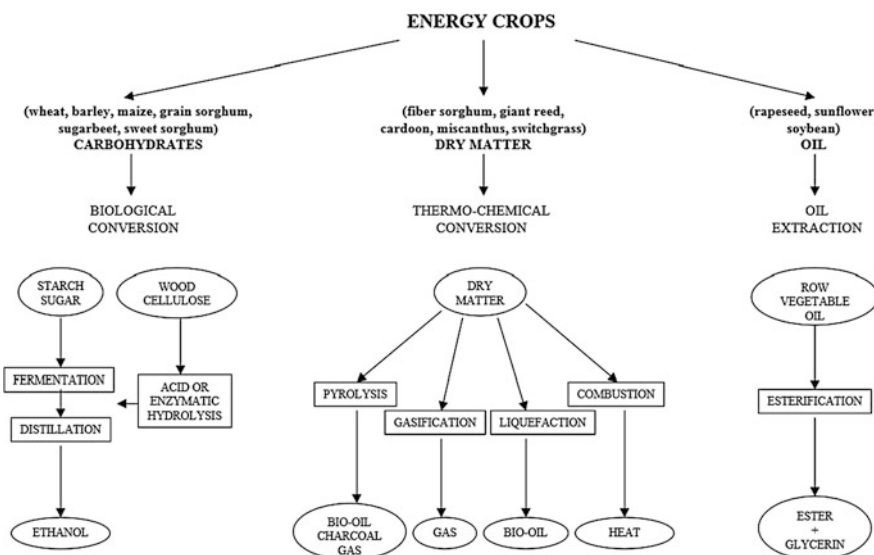 ENERGY CROPS
(wheat, barley, maize, grain sorghum,
sugarbeet, sweet sorghum)
CARBOHYDRATES
(fiber sorghum, giant reed,
cardoon, miscanthus, switchgrass)
DRY MATTER
(rapeseed, sunflower
soybean)
OIL
BIOLOGICAL
CONVERSION
THERMO-CHEMICAL
CONVERSION
OIL
EXTRACTION
STARCH
SUGAR
WOOD
CELLULOSE
DRY
MATTER
ROW
VEGETABLE
OIL
FERMENTATION
ACID OR
ENZYMATIC
HYDROLYSIS
DISTILLATION
PYROLYSIS
GASIFICATION
LIQUEFACTION
COMBUSTION
ESTERIFICATION
ETHANOL
BIO-OIL
CHARCOAL
GAS
GAS
BIO-OIL
HEAT
ESTER
+
GLYCERIN